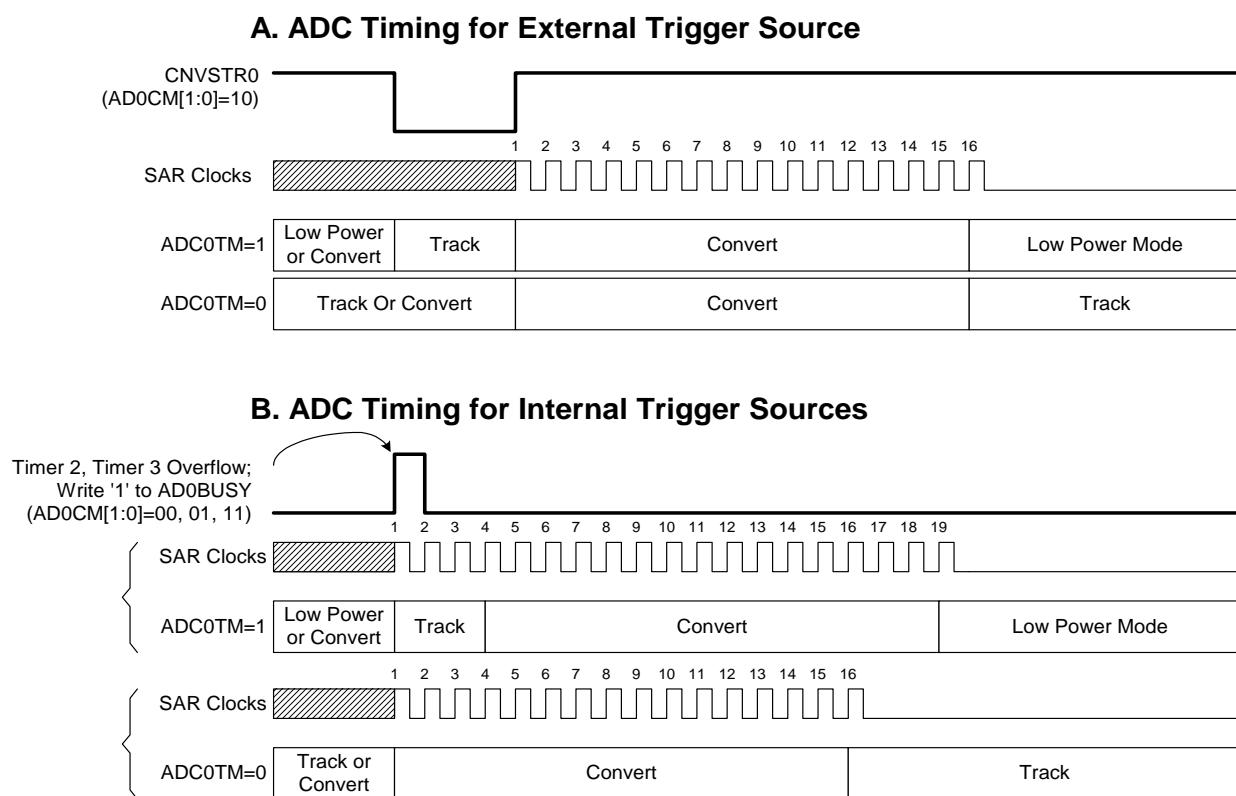 A. ADC Timing for External Trigger Source
CNVSTR0
(AD0CM[1:0]=10)
1 2 3 4 5 6 7 8 9 10 11 12 13 14 15 16
SAR Clocks
ADC0TM=1
Low Power
or Convert
Track
Convert
Low Power Mode
ADC0TM=0
Track Or Convert
Convert
Track
B. ADC Timing for Internal Trigger Sources
Timer 2, Timer 3 Overflow;
Write '1' to AD0BUSY
(AD0CM[1:0]=00, 01, 11)
1 2 3 4 5 6 7 8 9 10 11 12 13 14 15 16 17 18 19
SAR Clocks
ADC0TM=1
Low Power
or Convert
Track
Convert
Low Power Mode
1 2 3 4 5 6 7 8 9 10 11 12 13 14 15 16
SAR Clocks
ADC0TM=0
Track or
Convert
Convert
Track